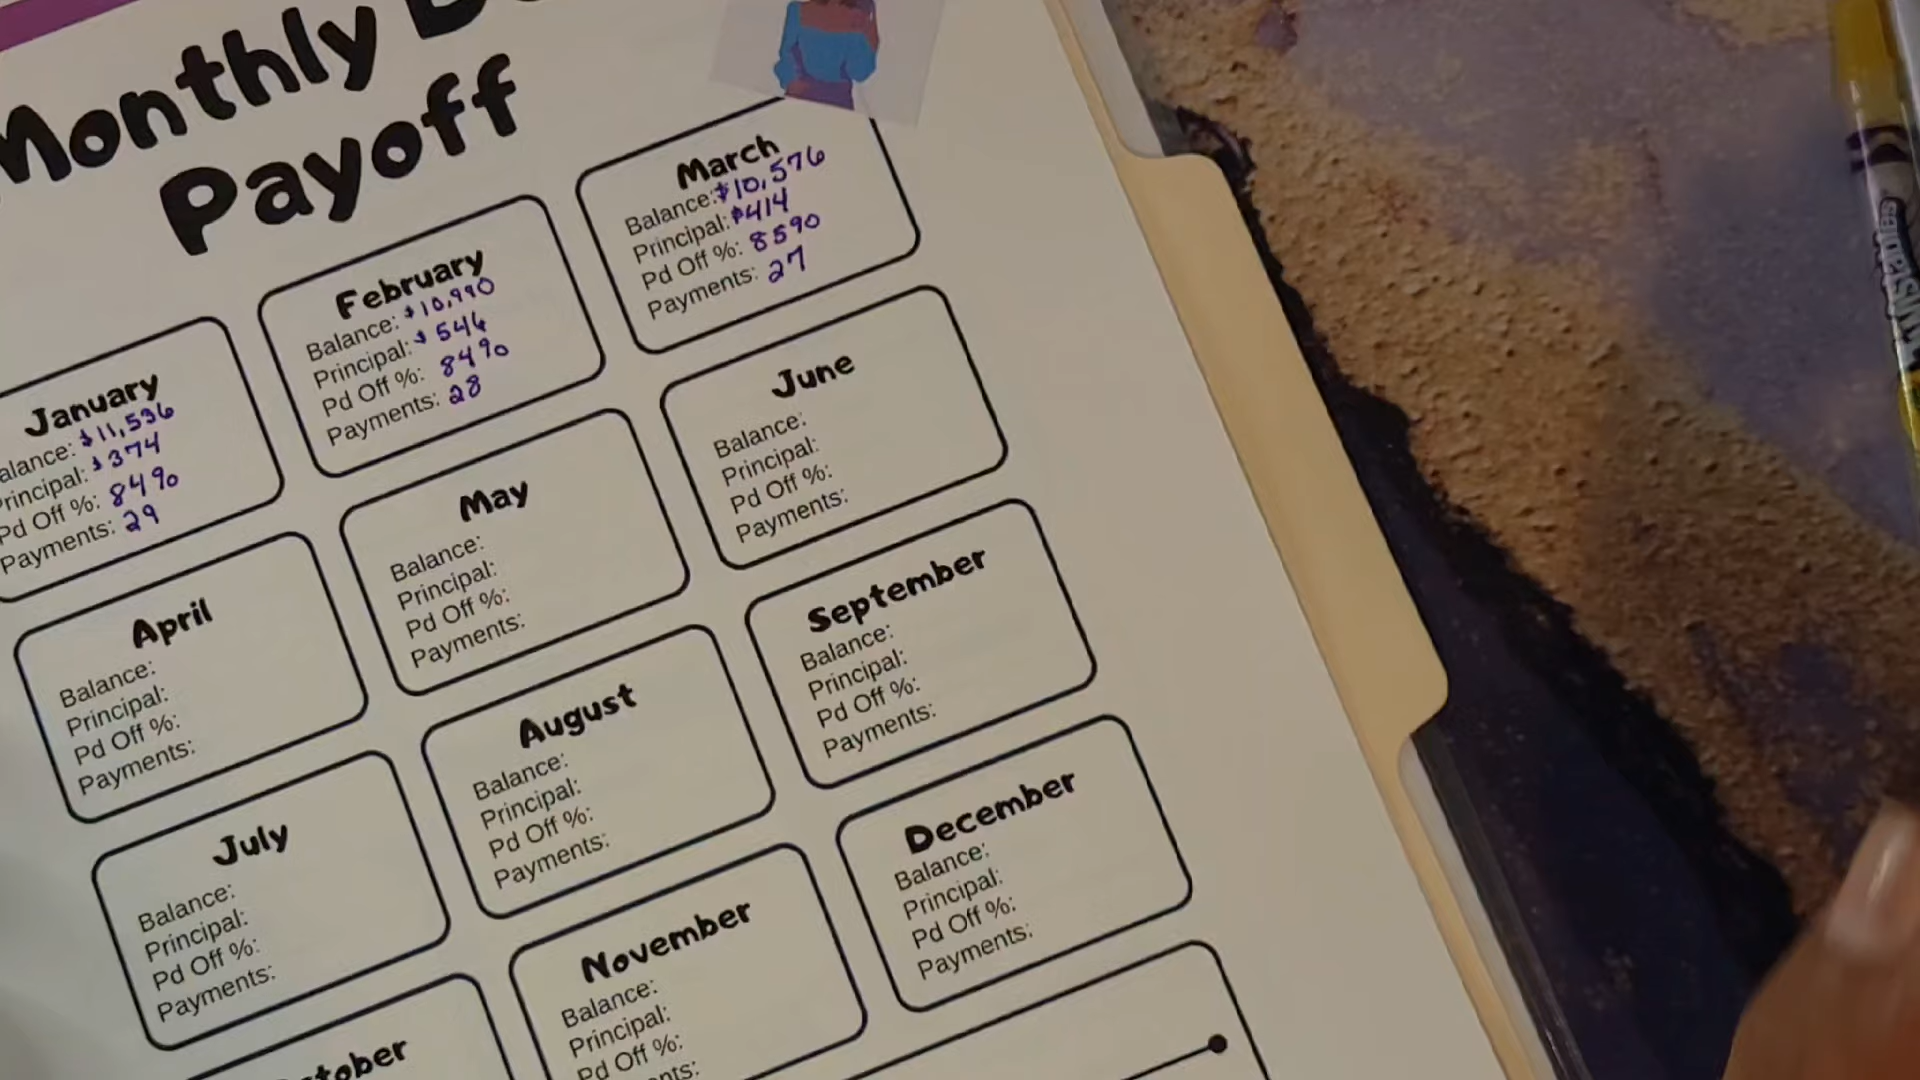 Monthly
Payoff
January
alance: $11,536
rincipal: $374
Pd Off %: 84%
Payments: 29
February
Balance: $10,990
Principal: $546
Pd Off %: 84%
Payments: 28
March
Balance: $10,576
Principal: $414
Pd Off %: 85%
Payments: 27
April
Balance:
Principal:
Pd Off %:
Payments:
May
Balance:
Principal:
Pd Off %:
Payments:
June
Balance:
Principal:
Pd Off %:
Payments:
July
Balance:
Principal:
Pd Off %:
Payments:
August
Balance:
Principal:
Pd Off %:
Payments:
September
Balance:
Principal:
Pd Off %:
Payments:
tober
November
Balance:
Principal:
Pd Off %:
nts:
December
Balance:
Principal:
Pd Off %:
Payments: